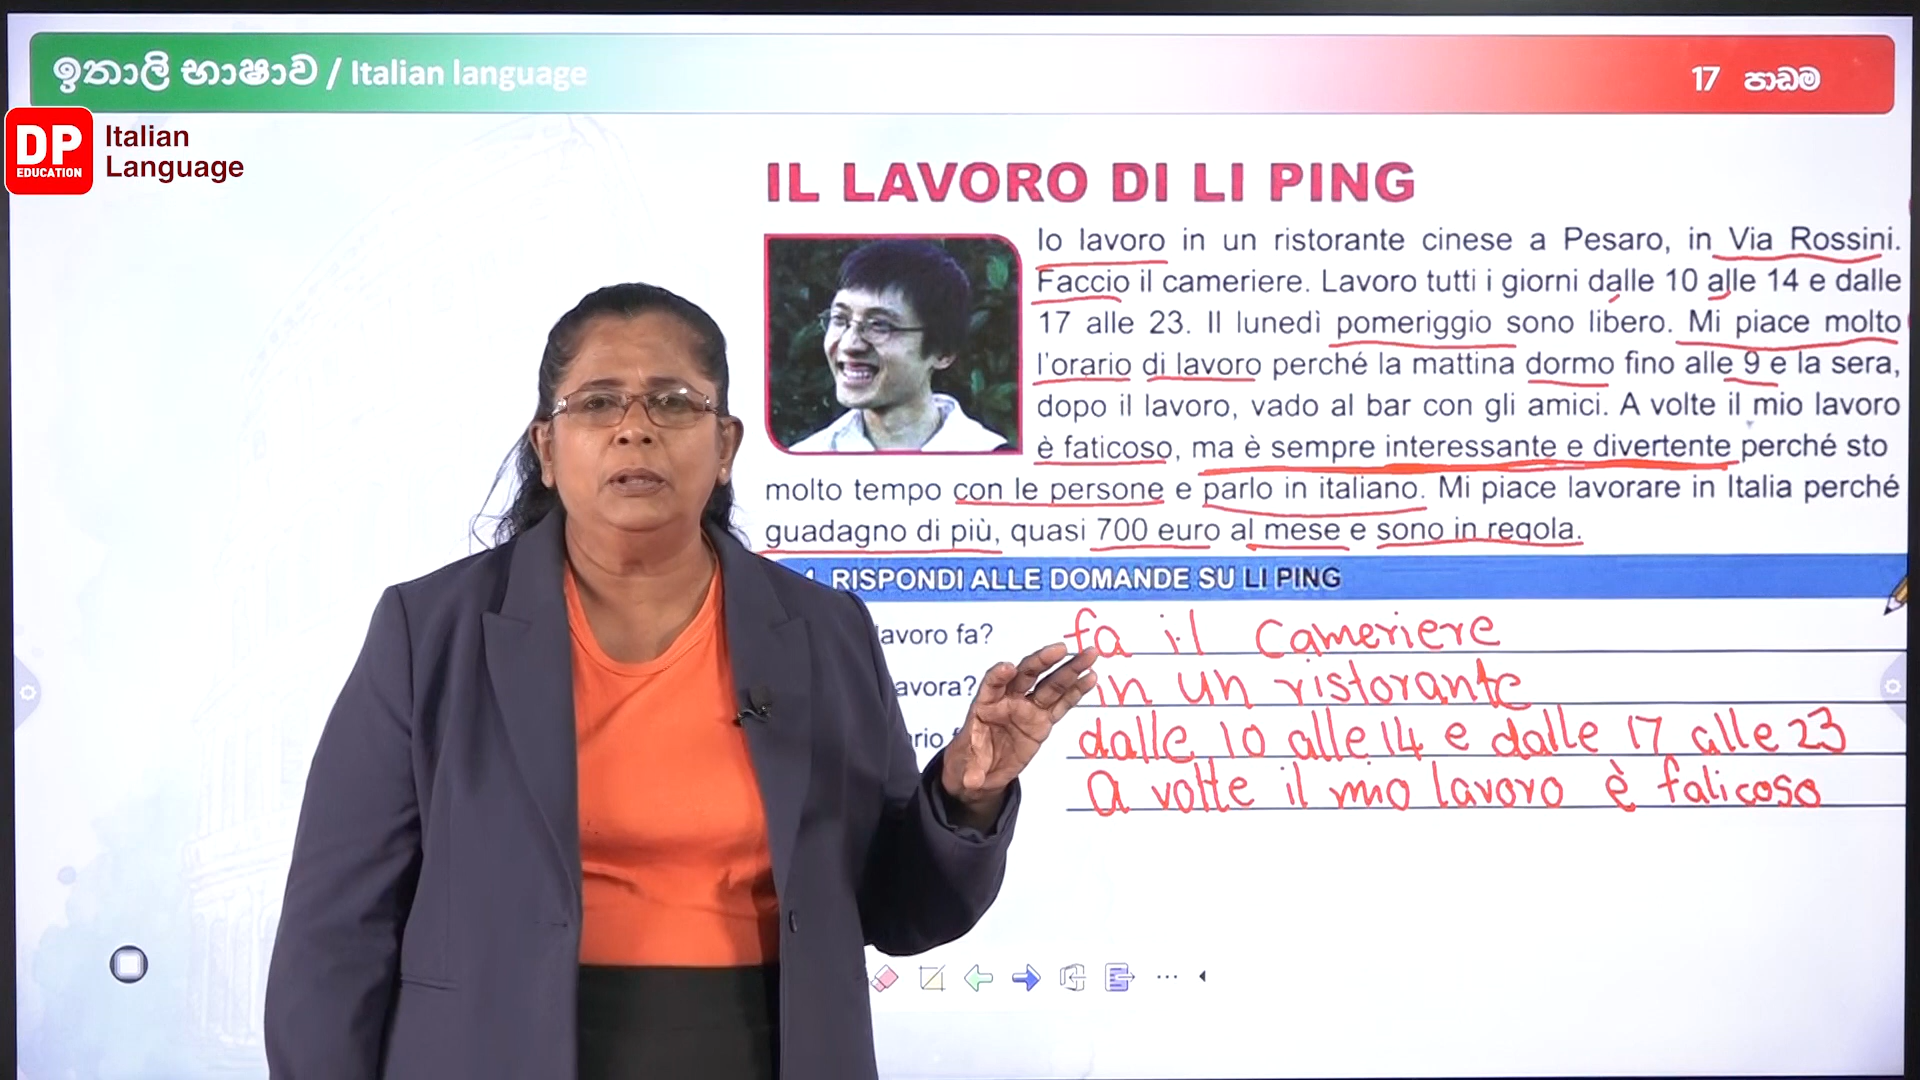 ඉතාලි භාෂාව / Italian language
17 පාඩම
DP
EDUCATION
Italian
Language
IL LAVORO DI LI PING
Io lavoro in un ristorante cinese a Pesaro, in Via Rossini.
Faccio il cameriere. Lavoro tutti i giorni dalle 10 alle 14 e dalle
17 alle 23. Il lunedì pomeriggio sono libero. Mi piace molto
l'orario di lavoro perché la mattina dormo fino alle 9 e la sera,
dopo il lavoro, vado al bar con gli amici. A volte il mio lavoro
è faticoso, ma è sempre interessante e divertente perché sto
molto tempo con le persone e parlo in italiano. Mi piace lavorare in Italia perché
guadagno di più, quasi 700 euro al mese e sono in regola.
RISPONDI ALLE DOMANDE SU LI PING
lavoro fa? fa il cameriere
avora? in un ristorante
dalle 10 alle 14 e dalle 17 alle 23
A volte il mio lavoro è falicoso